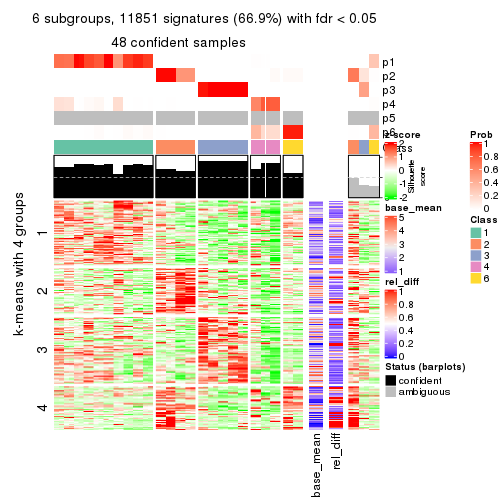 6 subgroups, 11851 signatures (66.9%) with fdr < 0.05
48 confident samples
p1
p2
p3
p4
p5
p6
Class
z-score
2
1
0
-1
-2
Silhouette
score
Prob
1
0.8
0.6
0.4
0.2
0
Class
1
2
3
4
6
base_mean
5
4
3
2
1
rel_diff
1
0.8
0.6
0.4
0.2
0
Status (barplots)
confident
ambiguous
k-means with 4 groups
1
2
3
4
base_mean
rel_diff